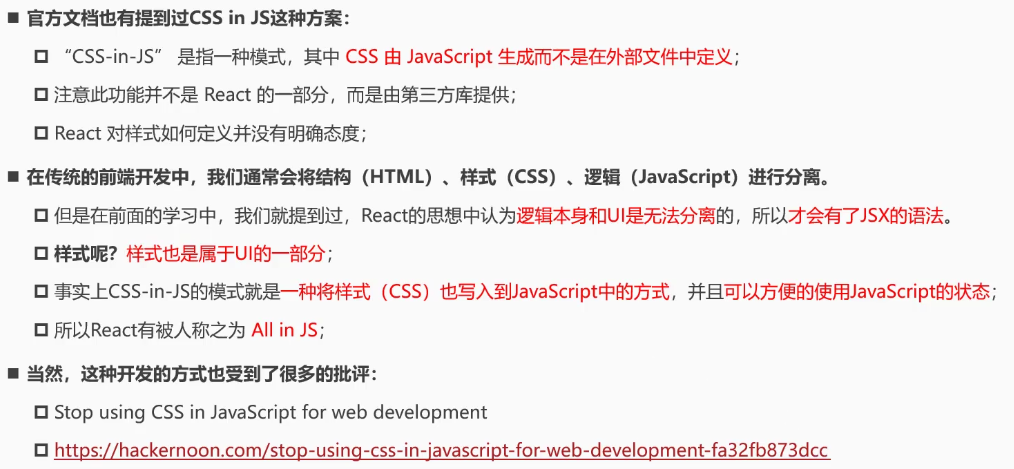 官方文档也有提到过CSS in JS这种方案：
“CSS-in-JS” 是指一种模式，其中 CSS 由 JavaScript 生成而不是在外部文件中定义；
注意此功能并不是 React 的一部分，而是由第三方库提供；
React 对样式如何定义并没有明确态度；
在传统的前端开发中，我们通常会将结构（HTML）、样式（CSS）、逻辑（JavaScript）进行分离。
但是在前面的学习中，我们就提到过，React的思想中认为逻辑本身和UI是无法分离的，所以才会有了JSX的语法。
样式呢？样式也是属于UI的一部分；
事实上CSS-in-JS的模式就是一种将样式（CSS）也写入到JavaScript中的方式，并且可以方便的使用JavaScript的状态；
所以React有被人称之为 All in JS；
当然，这种开发的方式也受到了很多的批评：
Stop using CSS in JavaScript for web development
https://hackernoon.com/stop-using-css-in-javascript-for-web-development-fa32fb873dcc